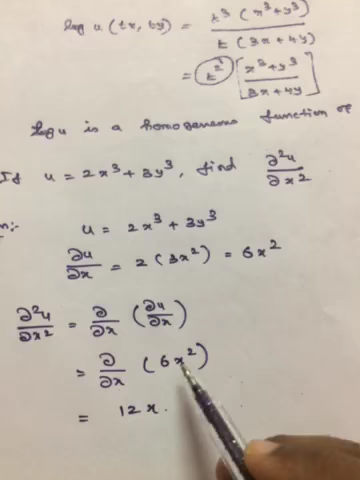 log u (tx, ty) = t³ (x³+y³) / t (3x + 4y)
= t² [ x³+y³ / 3x + 4y ]
log u is a homogeneous function of
If u = 2x³ + 3y³, find ∂²u / ∂x²
n:-
u = 2x³ + 3y³
∂u / ∂x = 2 (3x²) = 6x²
∂²u / ∂x² = ∂ / ∂x ( ∂u / ∂x )
= ∂ / ∂x ( 6x² )
= 12x.